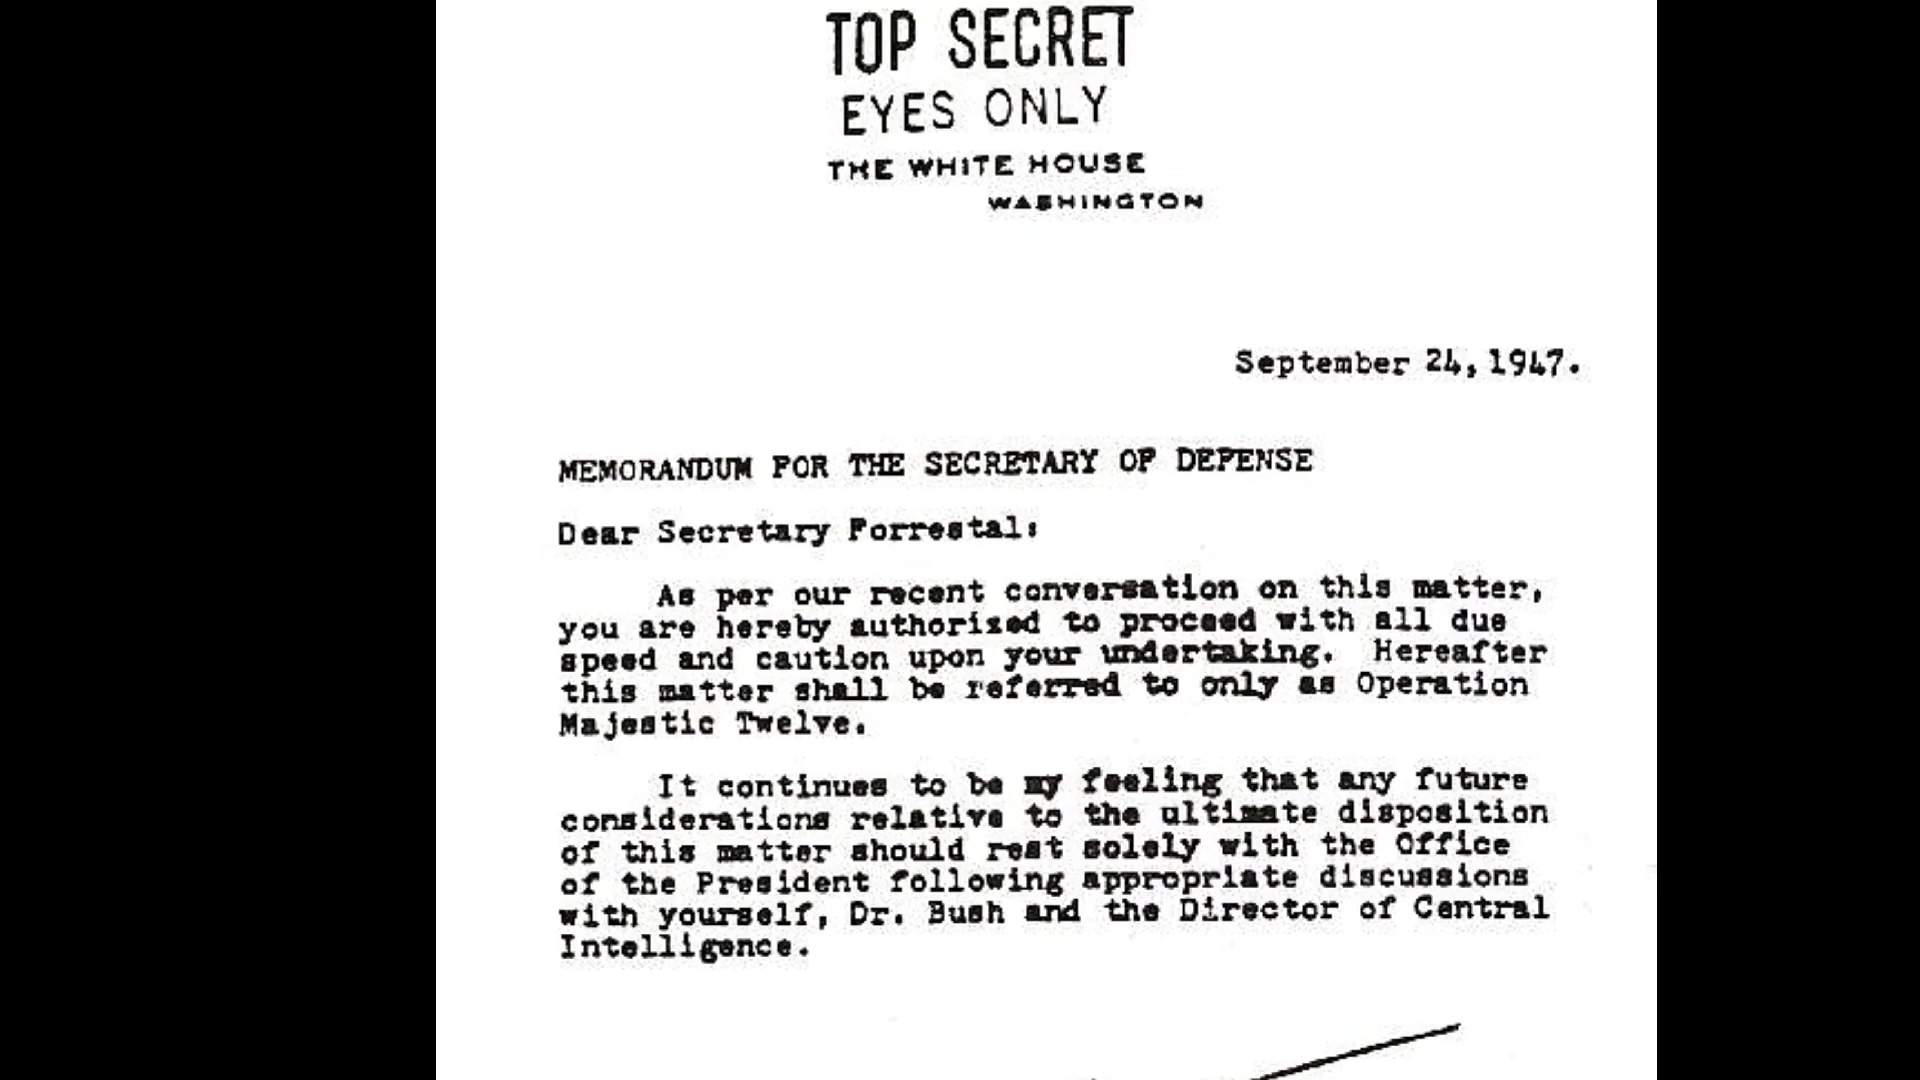 TOP SECRET
EYES ONLY
THE WHITE HOUSE
WASHINGTON
September 24, 1947.
MEMORANDUM FOR THE SECRETARY OF DEFENSE
Dear Secretary Forrestal:
As per our recent conversation on this matter,
you are hereby authorized to proceed with all due
speed and caution upon your undertaking. Hereafter
this matter shall be referred to only as Operation
Majestic Twelve.
It continues to be my feeling that any future
considerations relative to the ultimate disposition
of this matter should rest solely with the Office
of the President following appropriate discussions
with yourself, Dr. Bush and the Director of Central
Intelligence.